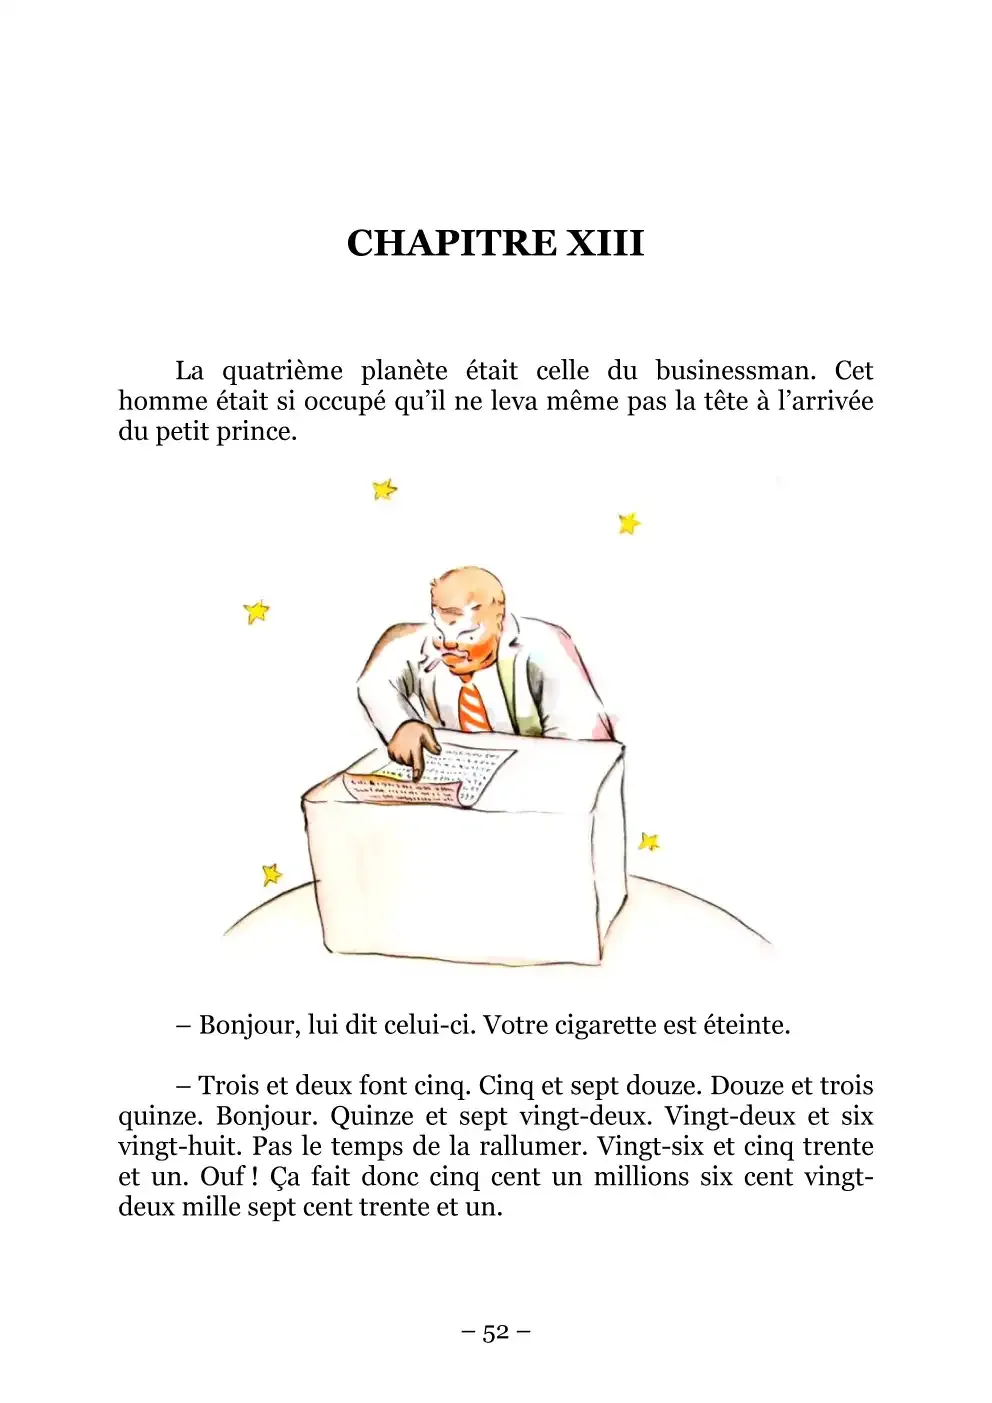 CHAPITRE XIII
La quatrième planète était celle du businessman. Cet
homme était si occupé qu’il ne leva même pas la tête à l’arrivée
du petit prince.
– Bonjour, lui dit celui-ci. Votre cigarette est éteinte.
– Trois et deux font cinq. Cinq et sept douze. Douze et trois
quinze. Bonjour. Quinze et sept vingt-deux. Vingt-deux et six
vingt-huit. Pas le temps de la rallumer. Vingt-six et cinq trente
et un. Ouf ! Ça fait donc cinq cent un millions six cent vingt-
deux mille sept cent trente et un.
– 52 –